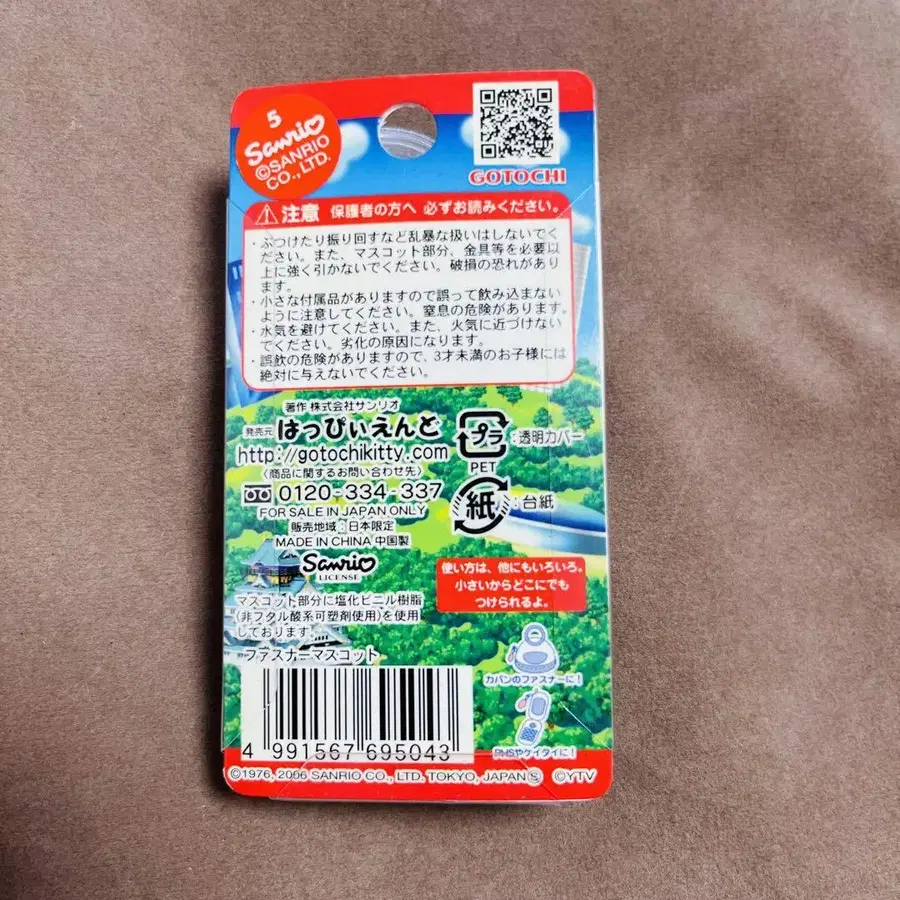 5
Sanrio
©SANRIO
CO., LTD.
GOTOCHI
注意 保護者の方へ 必ずお読みください。
・ぶつけたり振り回すなど乱暴な扱いはしないでく
ださい。また、マスコット部分、金具等を必要以
上に強く引かないでください。破損の恐れがあり
ます。
・小さな付属品がありますので誤って飲み込まない
ように注意してください。窒息の危険があります。
・水気を避けてください。また、火気に近づけない
でください。劣化の原因になります。
・誤飲の危険がありますので、3才未満のお子様には
絶対に与えないでください。
著作 株式会社サンリオ
発売元 はっぴぃえんど
http://gotochikitty.com
〈商品に関するお問い合わせ先〉
0120-334-337
FOR SALE IN JAPAN ONLY
販売地域:日本限定
MADE IN CHINA 中国製
Sanrio
LICENSE
マスコット部分に塩化ビニル樹脂
(非フタル酸系可塑剤使用)を使用
しております。
ファスナーマスコット
プラ :透明カバー
PET
紙 :台紙
使い方は、他にもいろいろ。
小さいからどこにでも
つけられるよ。
カバンのファスナーに!
PHSやケイタイに!
4 991567 695043
©1976, 2006 SANRIO CO., LTD. TOKYO, JAPAN Ⓢ ©YTV